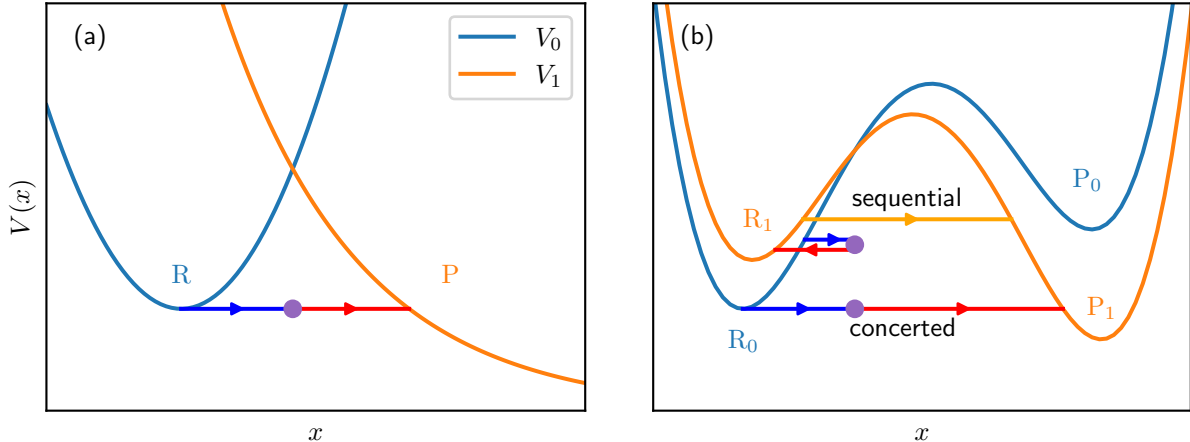 (a)
V₀
V₁
R
P
V(x)
x
(b)
P₀
sequential
R₁
concerted
P₁
R₀
x